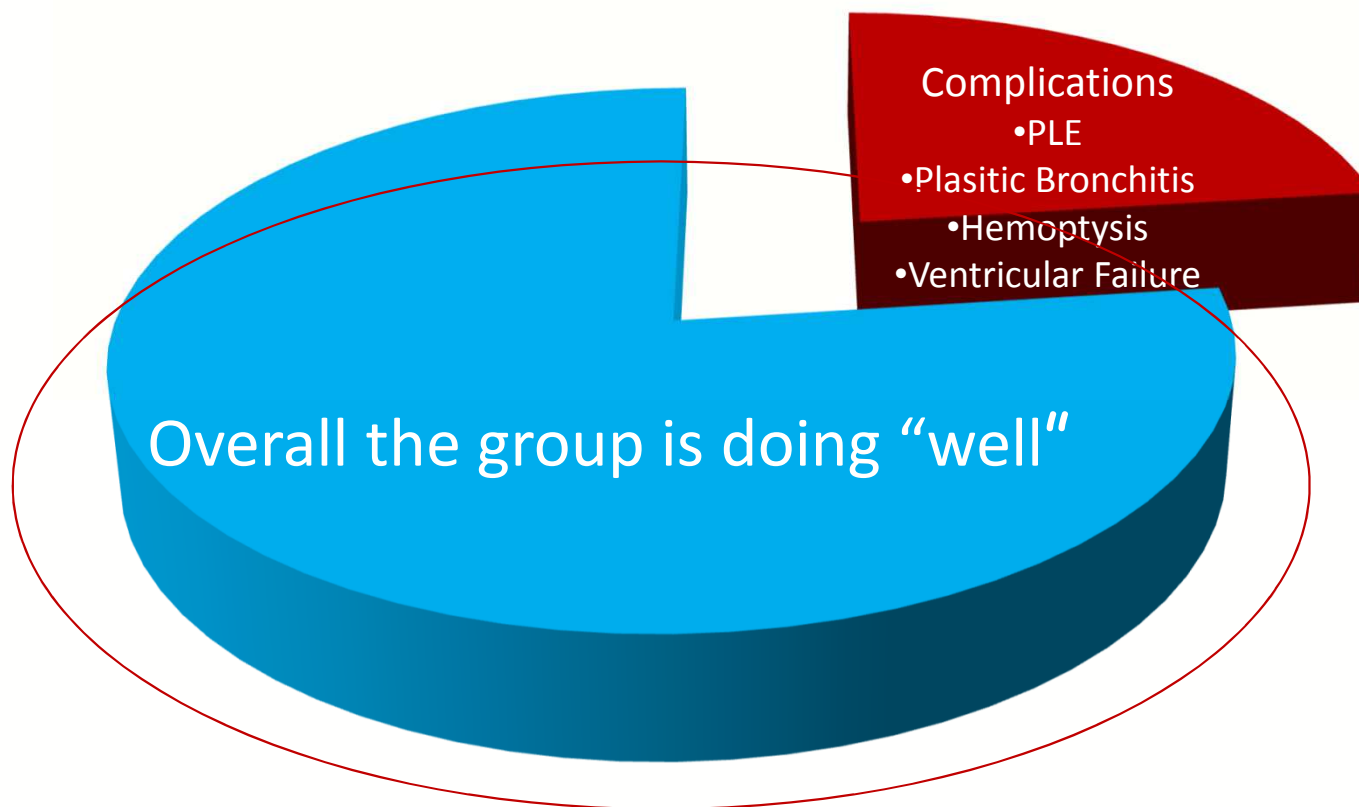 Complications
•PLE
•Plasitic Bronchitis
•Hemoptysis
•Ventricular Failure
Overall the group is doing “well"